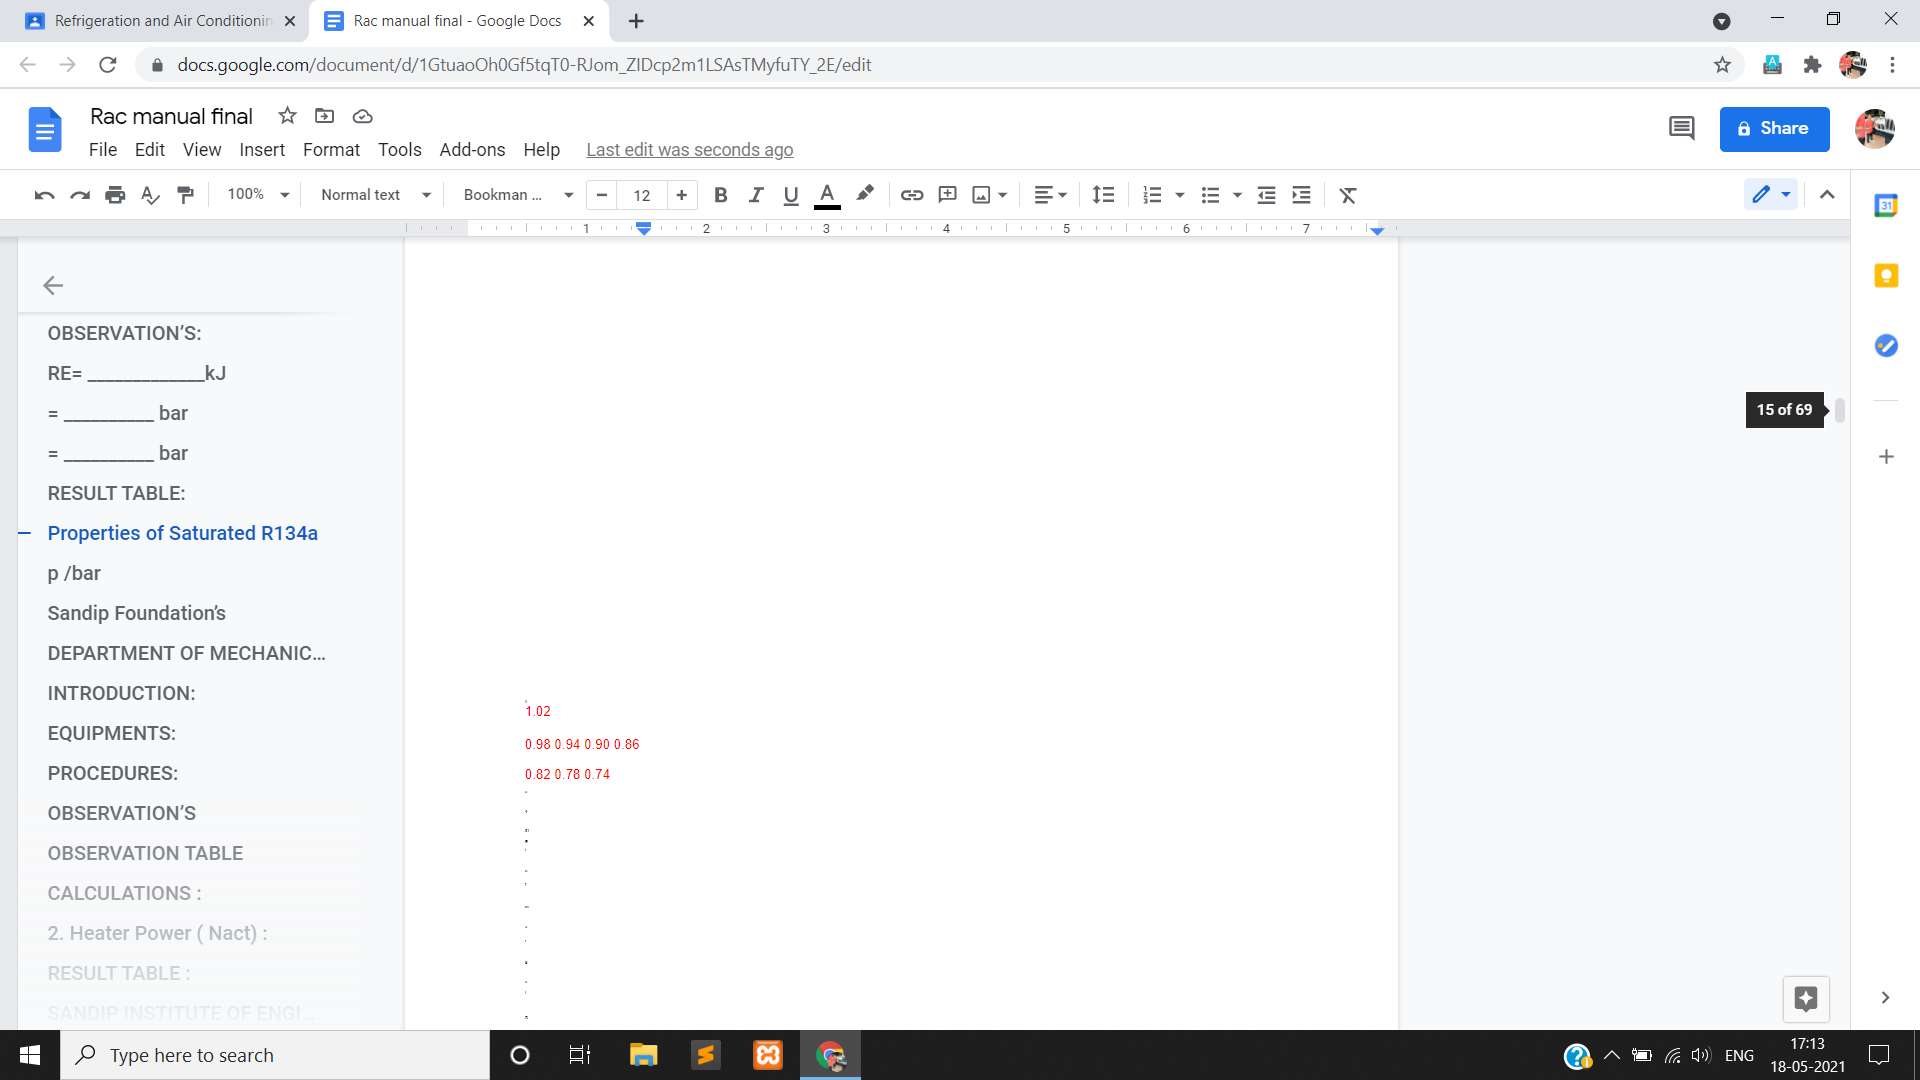 Refrigeration and Air Conditionin
Rac manual final - Google Docs
docs.google.com/document/d/1GtuaoOh0Gf5tqT0-RJom_ZIDcp2m1LSAsTMyfuTY_2E/edit
Rac manual final
File Edit View Insert Format Tools Add-ons Help Last edit was seconds ago
Share
100% Normal text Bookman ... 12 B I U A
1 2 3 4 5 6 7
OBSERVATION'S:
RE= _____________kJ
= __________ bar
= __________ bar
RESULT TABLE:
Properties of Saturated R134a
p /bar
Sandip Foundation's
DEPARTMENT OF MECHANIC...
INTRODUCTION:
EQUIPMENTS:
PROCEDURES:
OBSERVATION'S
OBSERVATION TABLE
CALCULATIONS :
2. Heater Power ( Nact) :
RESULT TABLE :
SANDIP INSTITUTE OF ENGI...
1.02
0.98 0.94 0.90 0.86
0.82 0.78 0.74
15 of 69
31
Type here to search
ENG
17:13
18-05-2021